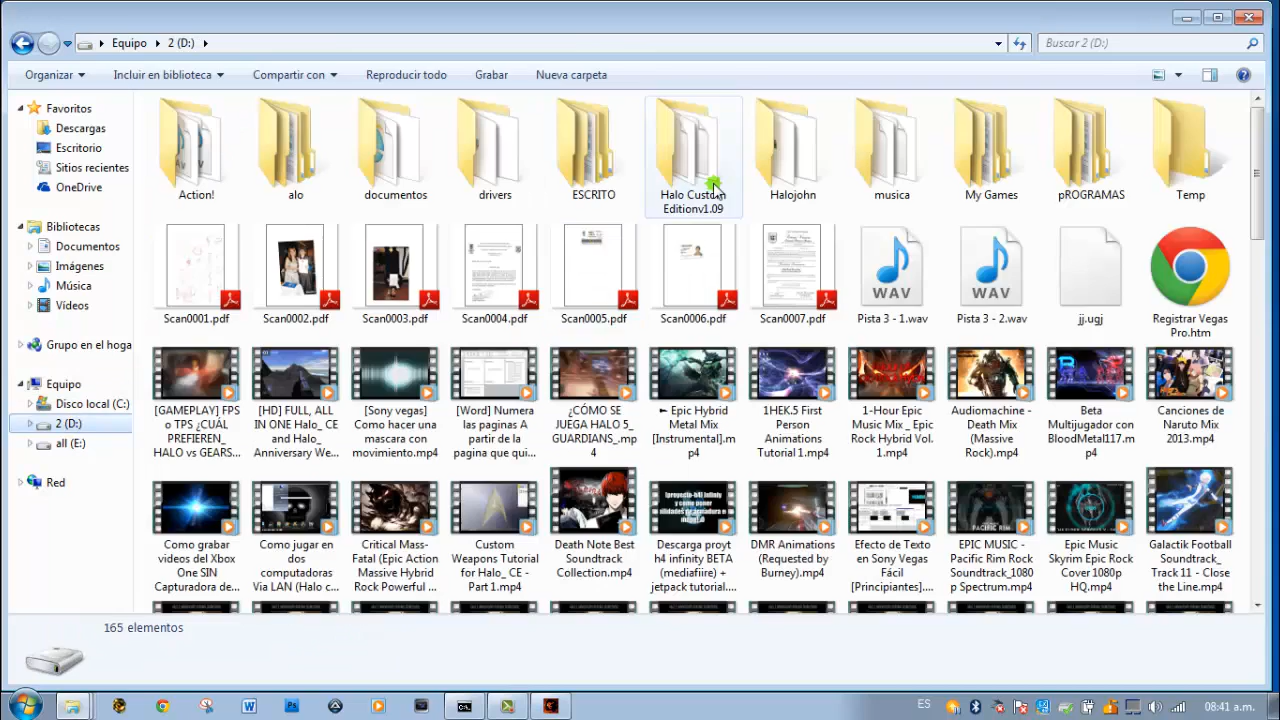 Equipo ▸ 2 (D:) ▸
Buscar 2 (D:)
Organizar
Incluir en biblioteca
Compartir con
Reproducir todo
Grabar
Nueva carpeta
Favoritos
Descargas
Escritorio
Sitios recientes
OneDrive
Bibliotecas
Documentos
Imágenes
Música
Vídeos
Grupo en el hoga
Equipo
Disco local (C:)
2 (D:)
all (E:)
Red
Action!
alo
documentos
drivers
ESCRITO
Halo Custom
Editionv1.09
Halojohn
musica
My Games
pROGRAMAS
Temp
Scan0001.pdf
Scan0002.pdf
Scan0003.pdf
Scan0004.pdf
Scan0005.pdf
Scan0006.pdf
Scan0007.pdf
WAV
Pista 3 - 1.wav
WAV
Pista 3 - 2.wav
jj.ugj
Registrar Vegas
Pro.htm
[GAMEPLAY] FPS
o TPS ¿CUAL
PREFIEREN_
HALO vs GEARS...
[HD] FULL, ALL
IN ONE Halo_ CE
and Halo_
Anniversary We...
[Sony vegas]
Como hacer una
mascara con
movimiento.mp4
[Word] Numera
las paginas A
partir de la
pagina que qui...
¿CÓMO SE
JUEGA HALO 5_
GUARDIANS_.mp
4
► Epic Hybrid
Metal Mix
[Instrumental].m
p4
1HEK.5 First
Person
Animations
Tutorial 1.mp4
1-Hour Epic
Music Mix _ Epic
Rock Hybrid Vol.
1.mp4
Audiomachine -
Death Mix
(Massive
Rock).mp4
Beta
Multijugador con
BloodMetal117.m
p4
Canciones de
Naruto Mix
2013.mp4
Como grabar
videos del Xbox
One SIN
Capturadora de...
Como jugar en
dos
computadoras
Via LAN (Halo c...
Critical Mass-
Fatal (Epic Action
Massive Hybrid
Rock Powerful ...
Custom
Weapons Tutorial
for Halo_ CE -
Part 1.mp4
Death Note Best
Soundtrack
Collection.mp4
Descarga proyt
h4 infiniy BETA
(mediafiire) +
jetpack tutorial....
DMR Animations
(Requested by
Burney).mp4
Efecto de Texto
en Sony Vegas
Fácil
[Principiantes]....
EPIC MUSIC -
Pacific Rim Rock
Soundtrack_1080
p Spectrum.mp4
Epic Music
Skyrim Epic Rock
Cover 1080p
HQ.mp4
Galactik Football
Soundtrack_
Track 11 - Close
the Line.mp4
165 elementos
ES
08:41 a.m.